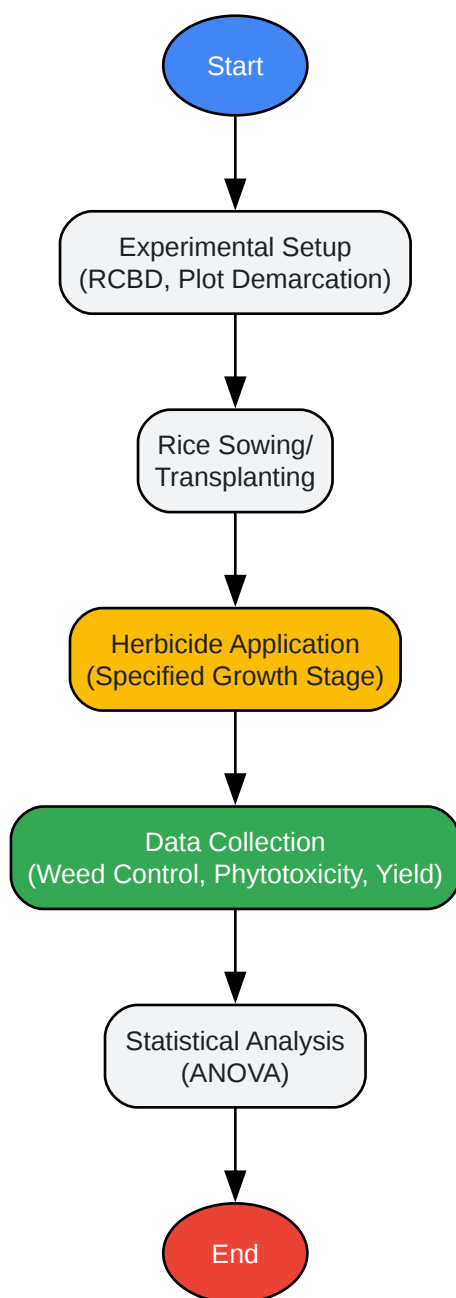 Start
Experimental Setup
(RCBD, Plot Demarcation)
Rice Sowing/
Transplanting
Herbicide Application
(Specified Growth Stage)
Data Collection
(Weed Control, Phytotoxicity, Yield)
Statistical Analysis
(ANOVA)
End